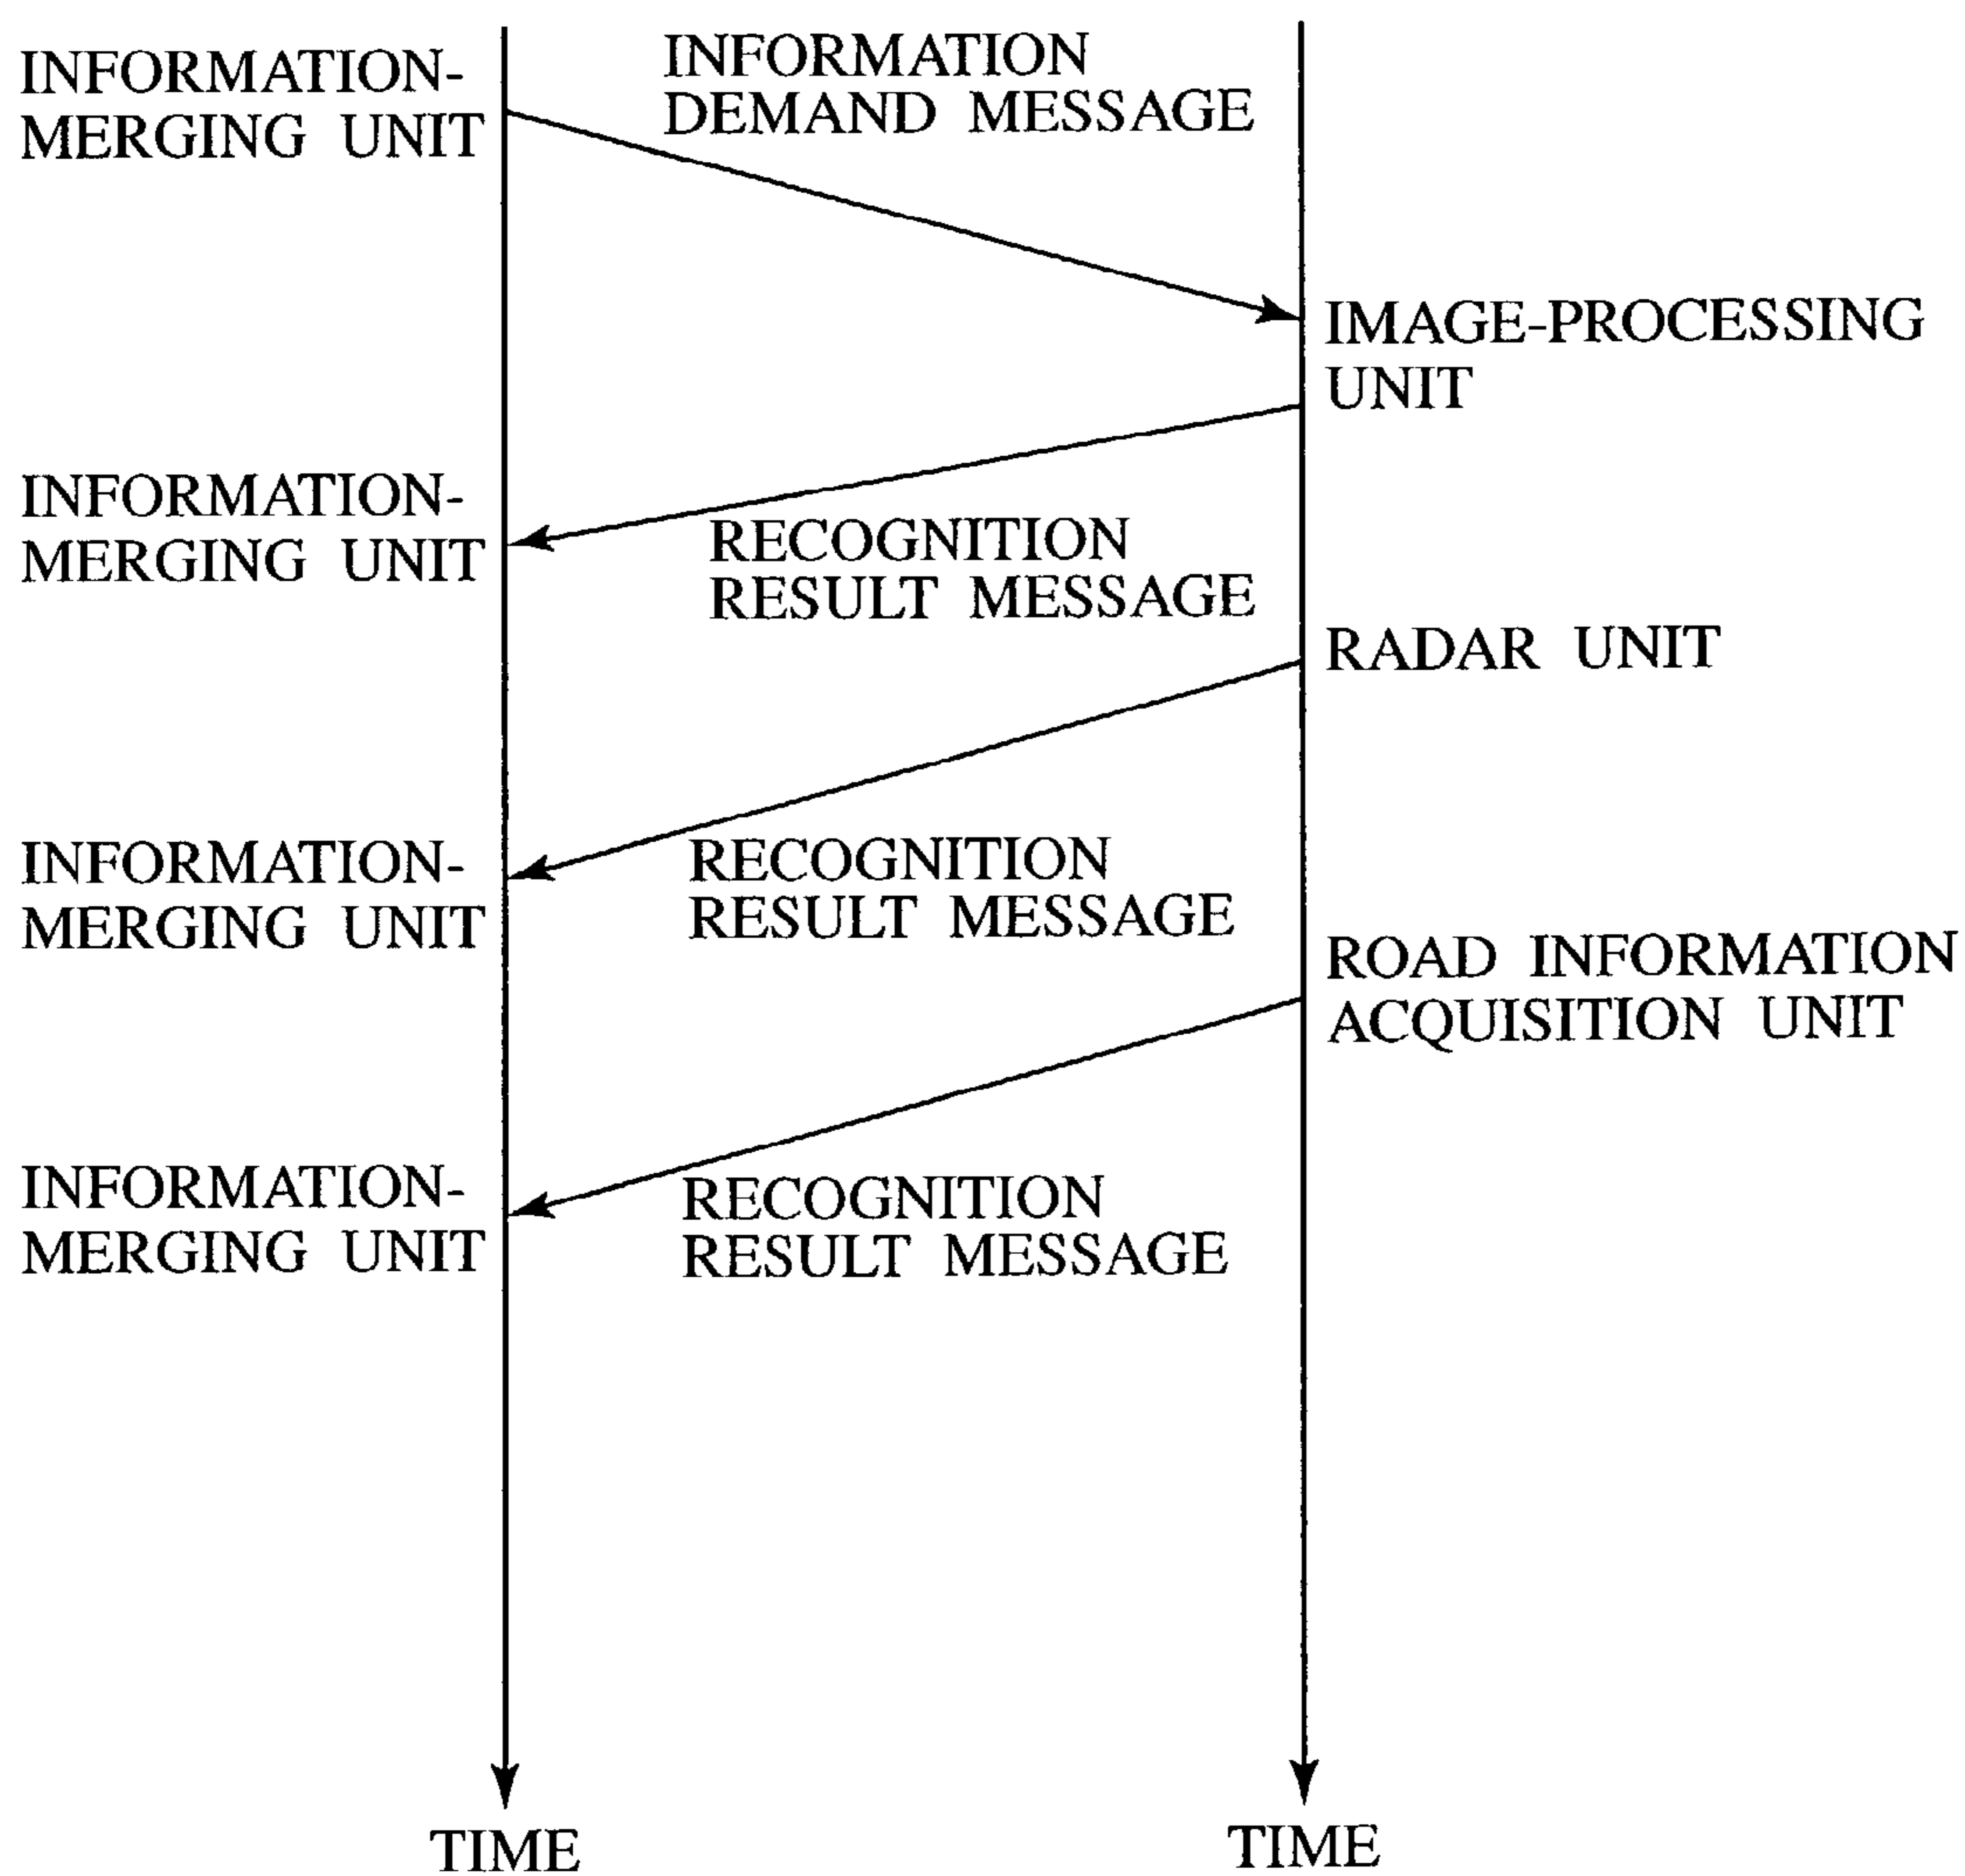 INFORMATION-
MERGING UNIT
INFORMATION
DEMAND MESSAGE
IMAGE-PROCESSING
UNIT
INFORMATION-
MERGING UNIT
RECOGNITION
RESULT MESSAGE
RADAR UNIT
INFORMATION-
MERGING UNIT
RECOGNITION
RESULT MESSAGE
ROAD INFORMATION
ACQUISITION UNIT
INFORMATION-
MERGING UNIT
RECOGNITION
RESULT MESSAGE
TIME
TIME